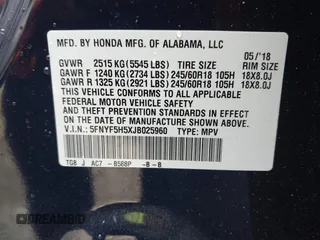 MFD. BY HONDA MFG. OF ALABAMA, LLC
05/'18
GVWR 2515 KG (5545 LBS)
RIM SIZE
GAWR F 1240 KG (2734 LBS) 245/60R18 105H 18X8.0J
GAWR R 1325 KG (2921 LBS) 245/60R18 105H 18X8.0J
THIS VEHICLE CONFORMS TO ALL APPLICABLE
FEDERAL MOTOR VEHICLE SAFETY AND THEFT
PREVENTION STANDARDS IN EFFECT ON THE
DATE OF MANUFACTURE SHOWN ABOVE.
V.I.N.: 5FNYF5H5XJB025960 TYPE: MPV
TG8 J AC7 - B588P -B-B